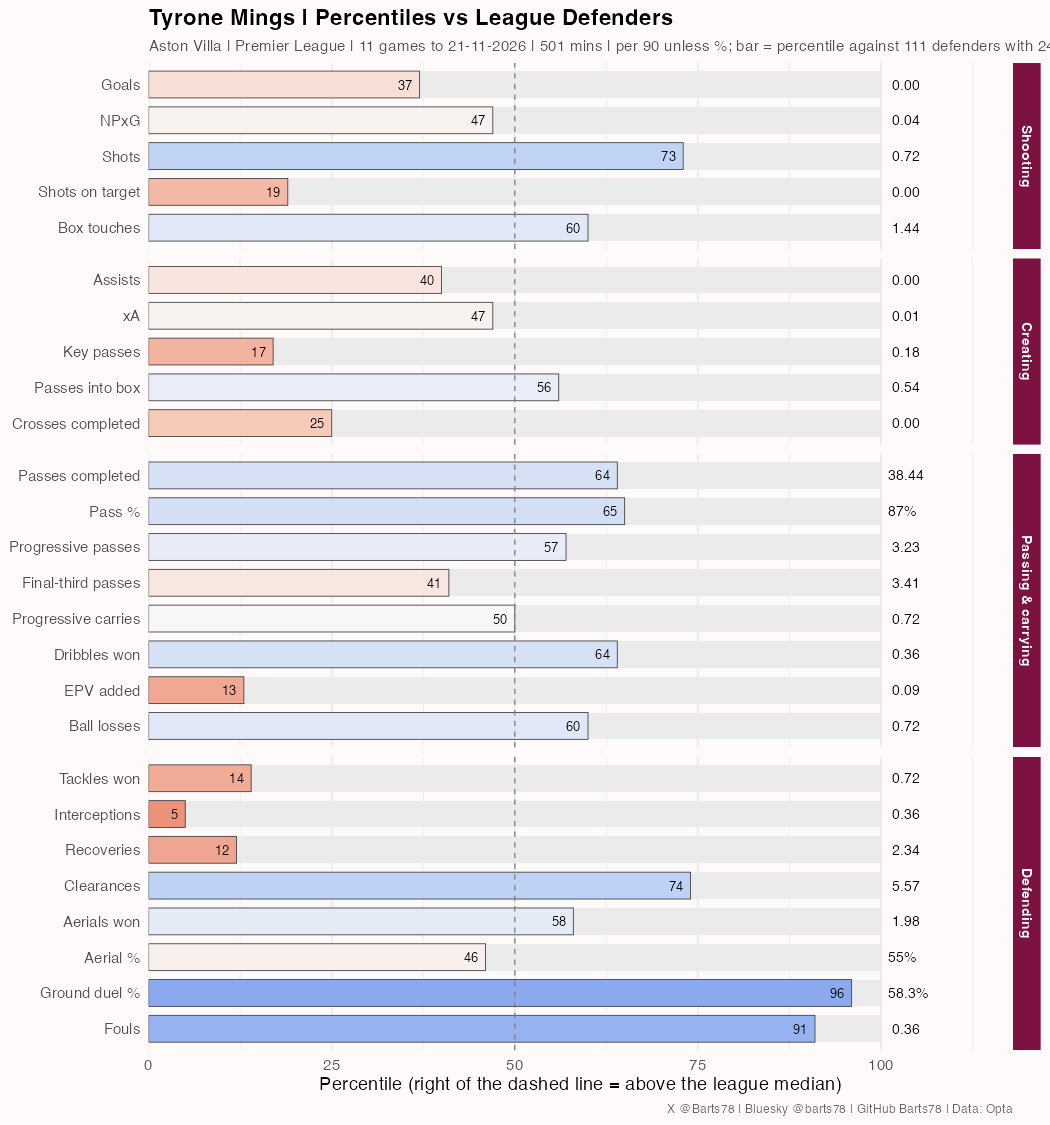 Tyrone Mings | Percentiles vs League Defenders
Aston Villa | Premier League | 11 games to 21-11-2026 | 501 mins | per 90 unless %; bar = percentile against 111 defenders with 24
Goals 37 0.00
NPxG 47 0.04
Shots 73 0.72
Shots on target 19 0.00
Box touches 60 1.44
Shooting
Assists 40 0.00
xA 47 0.01
Key passes 17 0.18
Passes into box 56 0.54
Crosses completed 25 0.00
Creating
Passes completed 64 38.44
Pass % 65 87%
Progressive passes 57 3.23
Final-third passes 41 3.41
Progressive carries 50 0.72
Dribbles won 64 0.36
EPV added 13 0.09
Ball losses 60 0.72
Passing & carrying
Tackles won 14 0.72
Interceptions 5 0.36
Recoveries 12 2.34
Clearances 74 5.57
Aerials won 58 1.98
Aerial % 46 55%
Ground duel % 96 58.3%
Fouls 91 0.36
Defending
0 25 50 75 100
Percentile (right of the dashed line = above the league median)
X @Barts78 | Bluesky @barts78 | GitHub Barts78 | Data: Opta